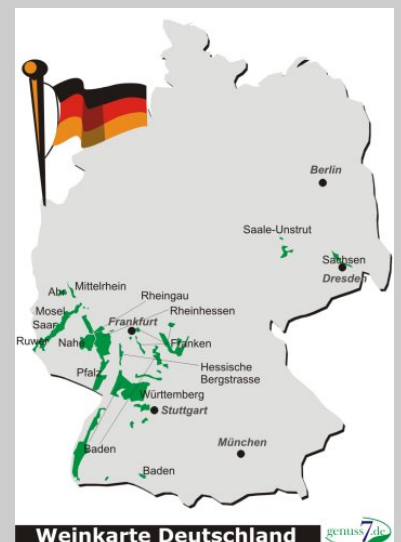 Berlin
Saale-Unstrut
Sachsen
Dresden
Mittelrhein
Ahr
Rheingau
Mosel
Rheinhessen
Saar
Frankfurt
Ruwer
Nahe
Franken
Pfalz
Hessische
Bergstrasse
Württemberg
Stuttgart
München
Baden
Baden
Weinkarte Deutschland
genuss7.de